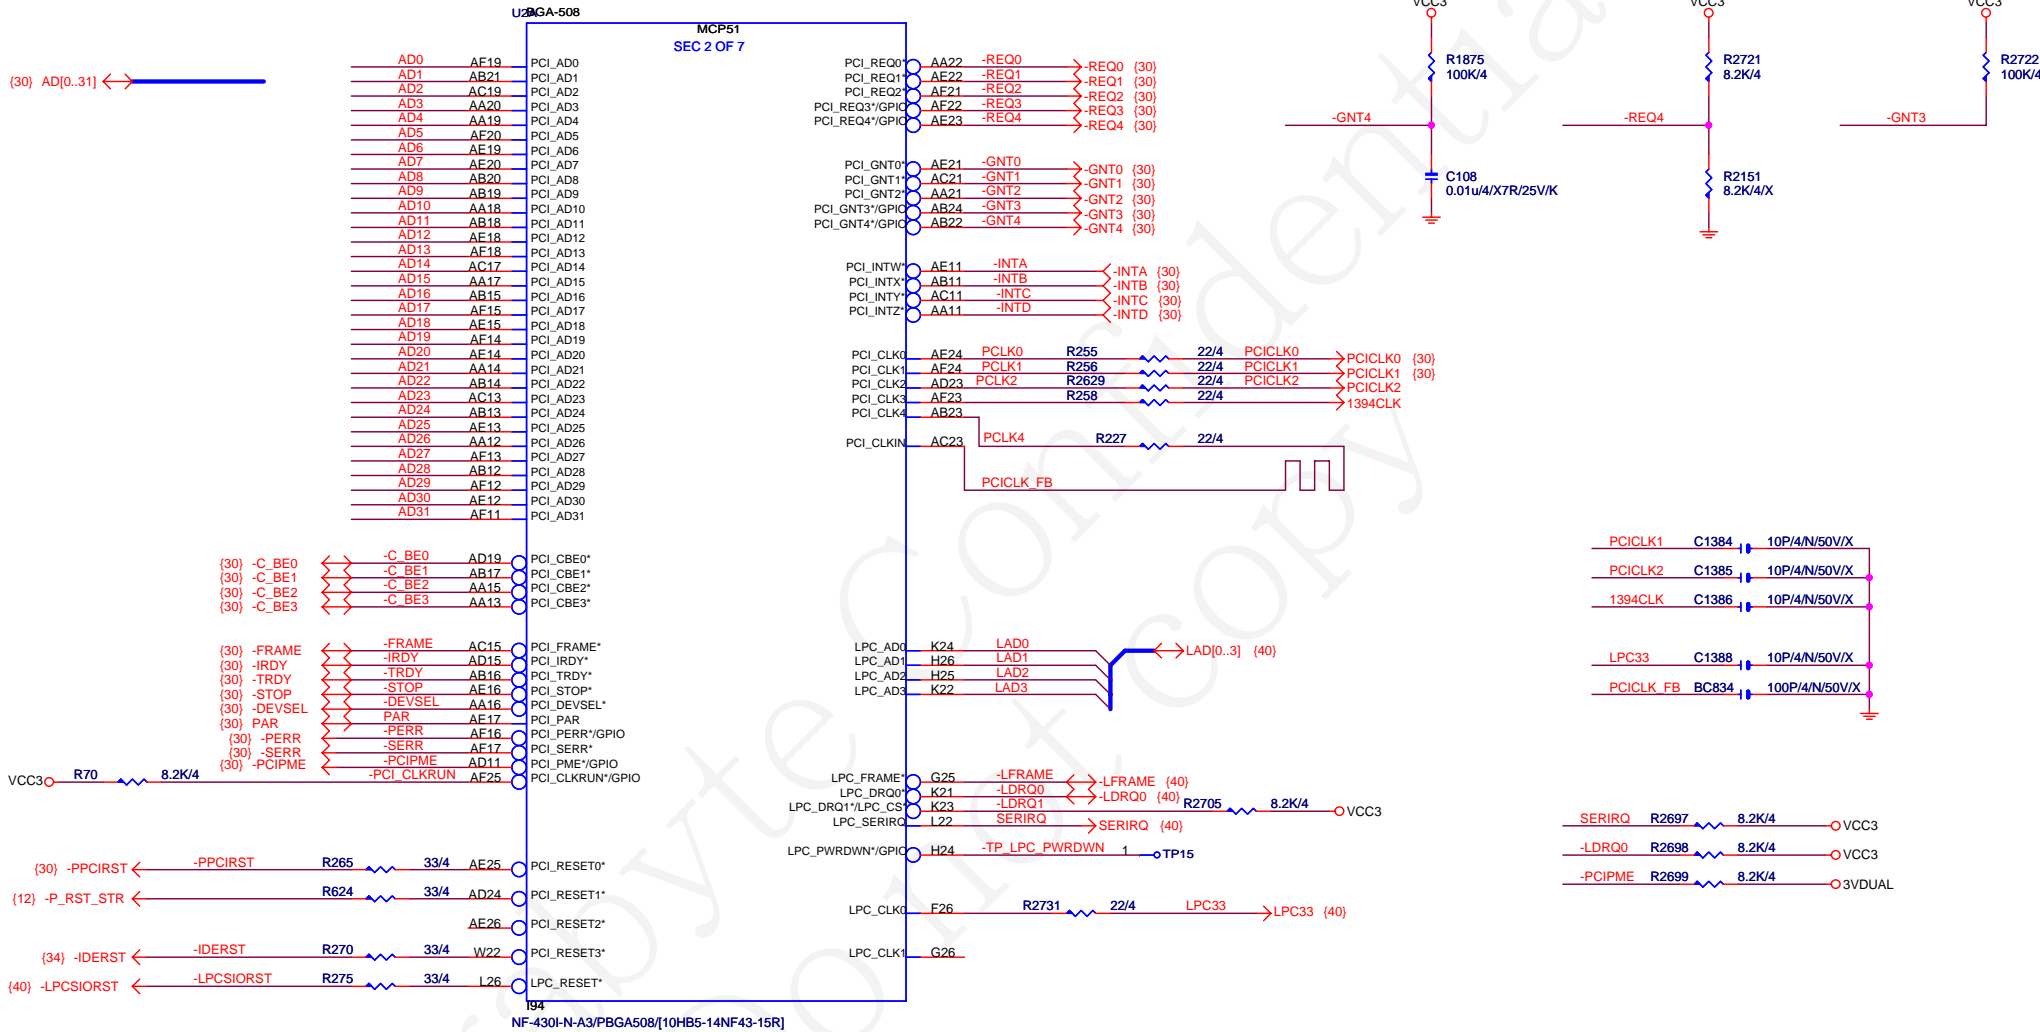 U2A BGA-508
MCP51
SEC 2 OF 7
{30} AD[0..31]
AD0 AF19 PCI_AD0
AD1 AB21 PCI_AD1
AD2 AC19 PCI_AD2
AD3 AA20 PCI_AD3
AD4 AA19 PCI_AD4
AD5 AF20 PCI_AD5
AD6 AE19 PCI_AD6
AD7 AE20 PCI_AD7
AD8 AB20 PCI_AD8
AD9 AB19 PCI_AD9
AD10 AA18 PCI_AD10
AD11 AB18 PCI_AD11
AD12 AE18 PCI_AD12
AD13 AF18 PCI_AD13
AD14 AC17 PCI_AD14
AD15 AA17 PCI_AD15
AD16 AB15 PCI_AD16
AD17 AF15 PCI_AD17
AD18 AE15 PCI_AD18
AD19 AF14 PCI_AD19
AD20 AE14 PCI_AD20
AD21 AA14 PCI_AD21
AD22 AB14 PCI_AD22
AD23 AC13 PCI_AD23
AD24 AB13 PCI_AD24
AD25 AE13 PCI_AD25
AD26 AA12 PCI_AD26
AD27 AF13 PCI_AD27
AD28 AB12 PCI_AD28
AD29 AF12 PCI_AD29
AD30 AE12 PCI_AD30
AD31 AF11 PCI_AD31
{30} -C_BE0 -C_BE0 AD19 PCI_CBE0*
{30} -C_BE1 -C_BE1 AB17 PCI_CBE1*
{30} -C_BE2 -C_BE2 AA15 PCI_CBE2*
{30} -C_BE3 -C_BE3 AA13 PCI_CBE3*
{30} -FRAME -FRAME AC15 PCI_FRAME*
{30} -IRDY -IRDY AD15 PCI_IRDY*
{30} -TRDY -TRDY AB16 PCI_TRDY*
{30} -STOP -STOP AE16 PCI_STOP*
{30} -DEVSEL -DEVSEL AA16 PCI_DEVSEL*
{30} PAR PAR AE17 PCI_PAR
{30} -PERR -PERR AF16 PCI_PERR*/GPIO
{30} -SERR -SERR AF17 PCI_SERR*
{30} -PCIPME -PCIPME AD11 PCI_PME*/GPIO
VCC3 R70 8.2K/4 -PCI_CLKRUN AF25 PCI_CLKRUN*/GPIO
{30} -PPCIRST -PPCIRST R265 33/4 AE25 PCI_RESET0*
{12} -P_RST_STR R624 33/4 AD24 PCI_RESET1*
AE26 PCI_RESET2*
{34} -IDERST -IDERST R270 33/4 W22 PCI_RESET3*
{40} -LPCSIORST -LPCSIORST R275 33/4 L26 LPC_RESET*
I94
NF-430I-N-A3/PBGA508/[10HB5-14NF43-15R]
PCI_REQ0* AA22 -REQ0 -REQ0 {30}
PCI_REQ1* AE22 -REQ1 -REQ1 {30}
PCI_REQ2* AF21 -REQ2 -REQ2 {30}
PCI_REQ3*/GPIO AF22 -REQ3 -REQ3 {30}
PCI_REQ4*/GPIO AE23 -REQ4 -REQ4 {30}
PCI_GNT0* AE21 -GNT0 -GNT0 {30}
PCI_GNT1* AC21 -GNT1 -GNT1 {30}
PCI_GNT2* AA21 -GNT2 -GNT2 {30}
PCI_GNT3*/GPIO AB24 -GNT3 -GNT3 {30}
PCI_GNT4*/GPIO AB22 -GNT4 -GNT4 {30}
PCI_INTW* AE11 -INTA -INTA {30}
PCI_INTX* AB11 -INTB -INTB {30}
PCI_INTY* AC11 -INTC -INTC {30}
PCI_INTZ* AA11 -INTD -INTD {30}
PCI_CLK0 AE24 PCLK0 R255 22/4 PCICLK0 PCICLK0 {30}
PCI_CLK1 AF24 PCLK1 R256 22/4 PCICLK1 PCICLK1 {30}
PCI_CLK2 AD23 PCLK2 R2629 22/4 PCICLK2 PCICLK2
PCI_CLK3 AF23 R258 22/4 1394CLK
PCI_CLK4 AB23
PCLK4 R227 22/4
PCI_CLKIN AC23
PCICLK_FB
LPC_AD0 K24 LAD0 LAD[0..3] {40}
LPC_AD1 H26 LAD1
LPC_AD2 H25 LAD2
LPC_AD3 K22 LAD3
LPC_FRAME* G25 -LFRAME -LFRAME {40}
LPC_DRQ0* K21 -LDRQ0 -LDRQ0 {40}
LPC_DRQ1*/LPC_CS* K23 -LDRQ1 R2705 8.2K/4 VCC3
LPC_SERIRQ L22 SERIRQ SERIRQ {40}
LPC_PWRDWN*/GPIO H24 -TP_LPC_PWRDWN 1 TP15
LPC_CLK0 F26 R2731 22/4 LPC33 LPC33 {40}
LPC_CLK1 G26
VCC3 VCC3 VCC3
R1875 R2721 R2722
100K/4 8.2K/4 100K/4
-GNT4 -REQ4 -GNT3
C108 R2151
0.01u/4/X7R/25V/K 8.2K/4/X
PCICLK1 C1384 10P/4/N/50V/X
PCICLK2 C1385 10P/4/N/50V/X
1394CLK C1386 10P/4/N/50V/X
LPC33 C1388 10P/4/N/50V/X
PCICLK_FB BC834 100P/4/N/50V/X
SERIRQ R2697 8.2K/4 VCC3
-LDRQ0 R2698 8.2K/4 VCC3
-PCIPME R2699 8.2K/4 3VDUAL
abyte Confidential
o not copy